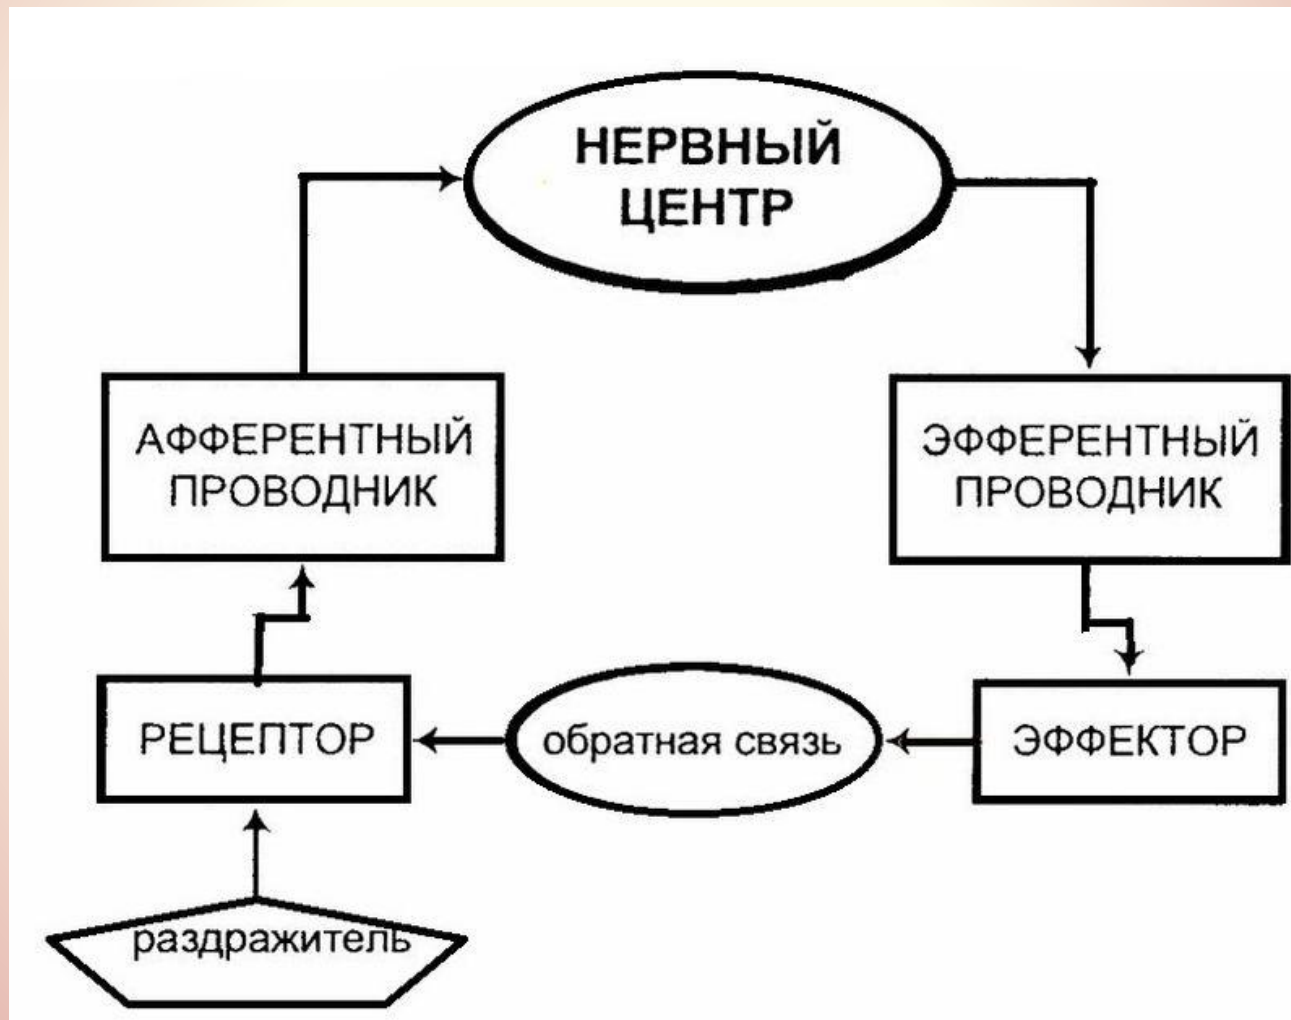 НЕРВНЫЙ
ЦЕНТР
АФФЕРЕНТНЫЙ
ПРОВОДНИК
ЭФФЕРЕНТНЫЙ
ПРОВОДНИК
РЕЦЕПТОР
обратная связь
ЭФФЕКТОР
раздражитель